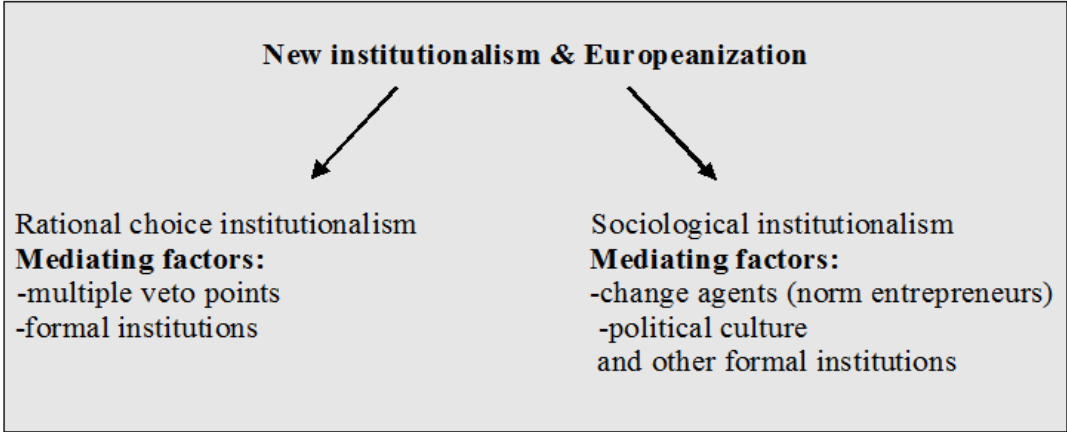 New institutionalism & Europeanization
Rational choice institutionalism
Mediating factors:
-multiple veto points
-formal institutions
Sociological institutionalism
Mediating factors:
-change agents (norm entrepreneurs)
-political culture
and other formal institutions